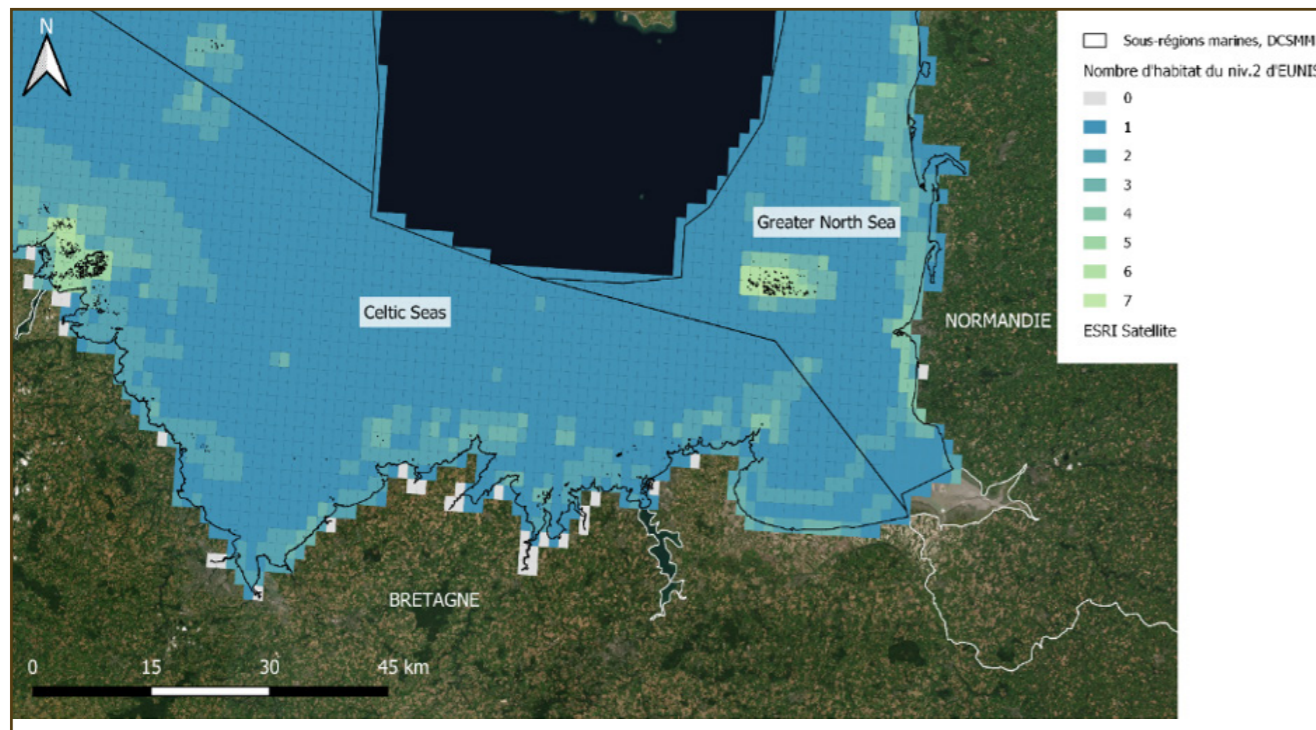 N
Sous-régions marines, DCSMM
Nombre d'habitat du niv.2 d'EUNIS
0
1
2
3
4
5
6
7
ESRI Satellite
Greater North Sea
Celtic Seas
NORMANDIE
BRETAGNE
0 15 30 45 km